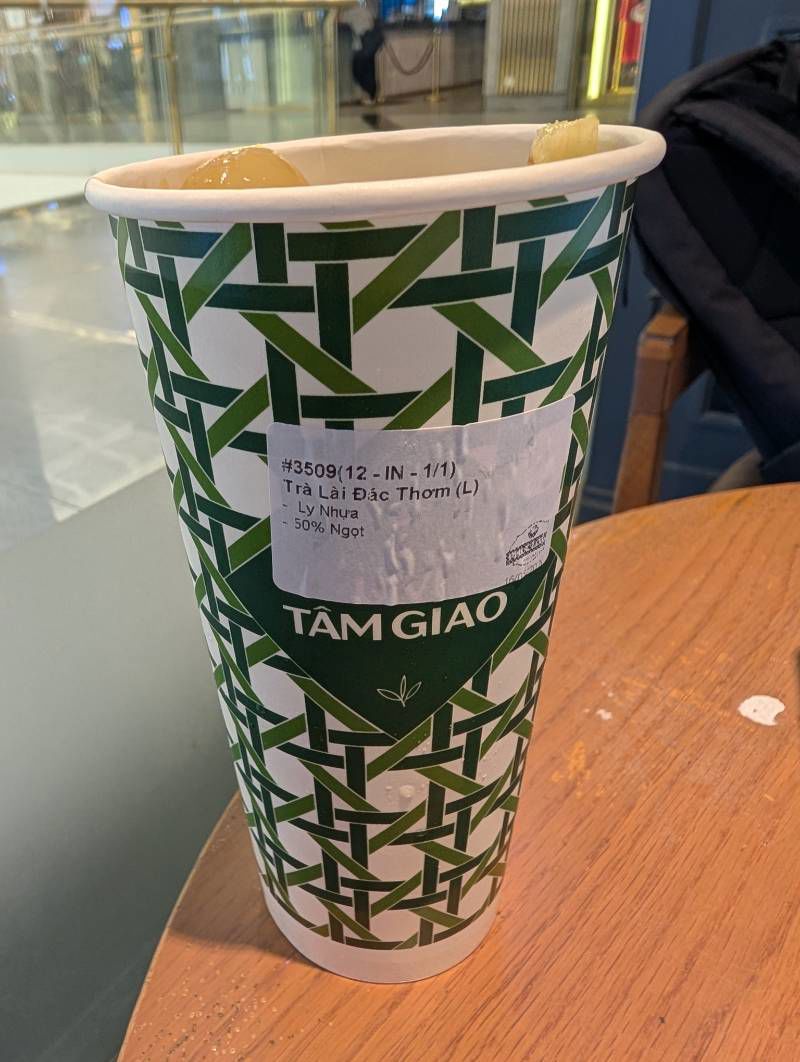 #3509(12 - IN - 1/1)
Trà Lài Đác Thơm (L)
- Ly Nhựa
- 50% Ngọt
TÂM GIAO